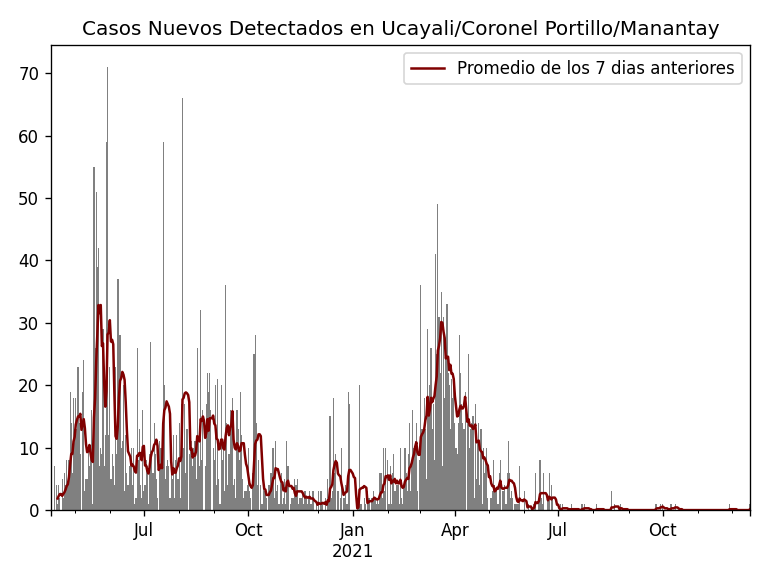 Casos Nuevos Detectados en Ucayali/Coronel Portillo/Manantay
Promedio de los 7 dias anteriores
70
60
50
40
30
20
10
0
Jul
Oct
Jan
2021
Apr
Jul
Oct